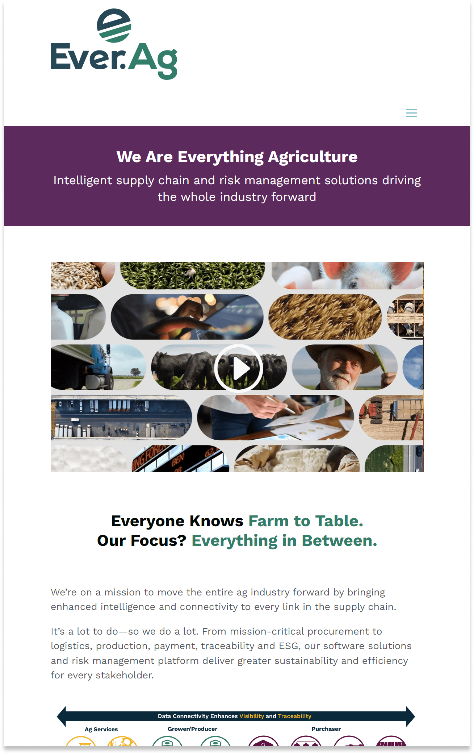 Ever.Ag
We Are Everything Agriculture
Intelligent supply chain and risk management solutions driving
the whole industry forward
Everyone Knows Farm to Table.
Our Focus? Everything in Between.
We're on a mission to move the entire ag industry forward by bringing
enhanced intelligence and connectivity to every link in the supply chain.
It's a lot to do—so we do a lot. From mission-critical procurement to
logistics, production, payment, traceability and ESG, our software solutions
and risk management platform deliver greater sustainability and efficiency
for every stakeholder.
Data Connectivity Enhances Visibility and Traceability
Ag Services
Grower/Producer
Purchaser